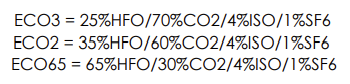 ECO3 = 25%HFO/70%CO2/4%ISO/1%SF6
ECO2 = 35%HFO/60%CO2/4%ISO/1%SF6
ECO65 = 65%HFO/30%CO2/4%ISO/1%SF6